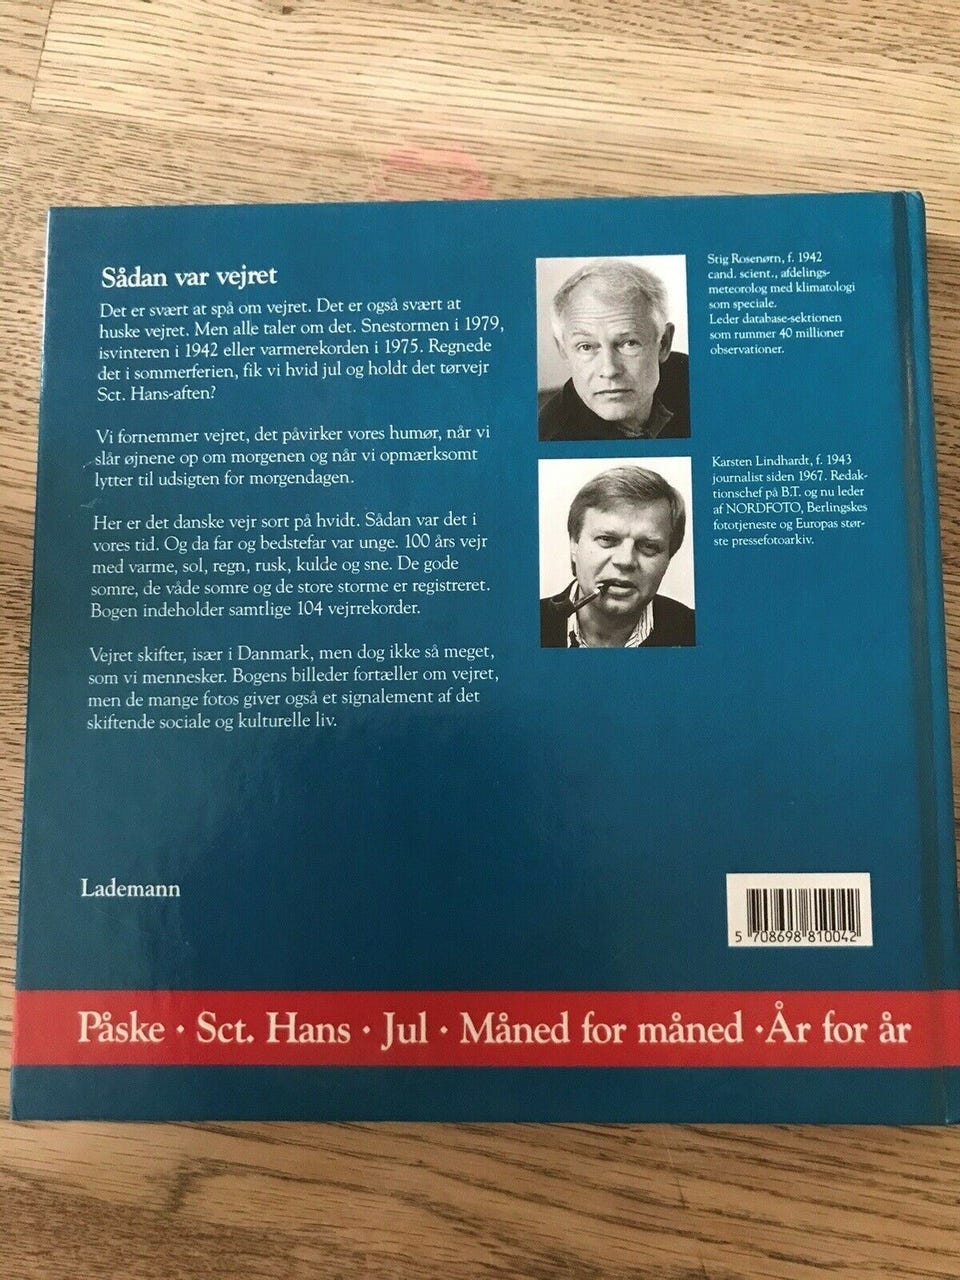 Sådan var vejret
Det er svært at spå om vejret. Det er også svært at
huske vejret. Men alle taler om det. Snestormen i 1979,
isvinteren i 1942 eller varmerekorden i 1975. Regnede
det i sommerferien, fik vi hvid jul og holdt det tørvejr
Sct. Hans-aften?
Vi fornemmer vejret, det påvirker vores humør, når vi
slår øjnene op om morgenen og når vi opmærksomt
lytter til udsigten for morgendagen.
Her er det danske vejr sort på hvidt. Sådan var det i
vores tid. Og da far og bedstefar var unge. 100 års vejr
med varme, sol, regn, rusk, kulde og sne. De gode
somre, de våde somre og de store storme er registreret.
Bogen indeholder samtlige 104 vejrrekorder.
Vejret skifter, især i Danmark, men dog ikke så meget,
som vi mennesker. Bogens billeder fortæller om vejret,
men de mange fotos giver også et signalement af det
skiftende sociale og kulturelle liv.
Stig Rosenørn, f. 1942
cand. scient., afdelings-
meteorolog med klimatologi
som speciale.
Leder database-sektionen
som rummer 40 millioner
observationer.
Karsten Lindhardt, f. 1943
journalist siden 1967. Redak-
tionschef på B.T. og nu leder
af NORDFOTO, Berlingskes
fototjeneste og Europas stør-
ste pressefotoarkiv.
Lademann
5 708698 810042
Påske · Sct. Hans · Jul · Måned for måned · År for år